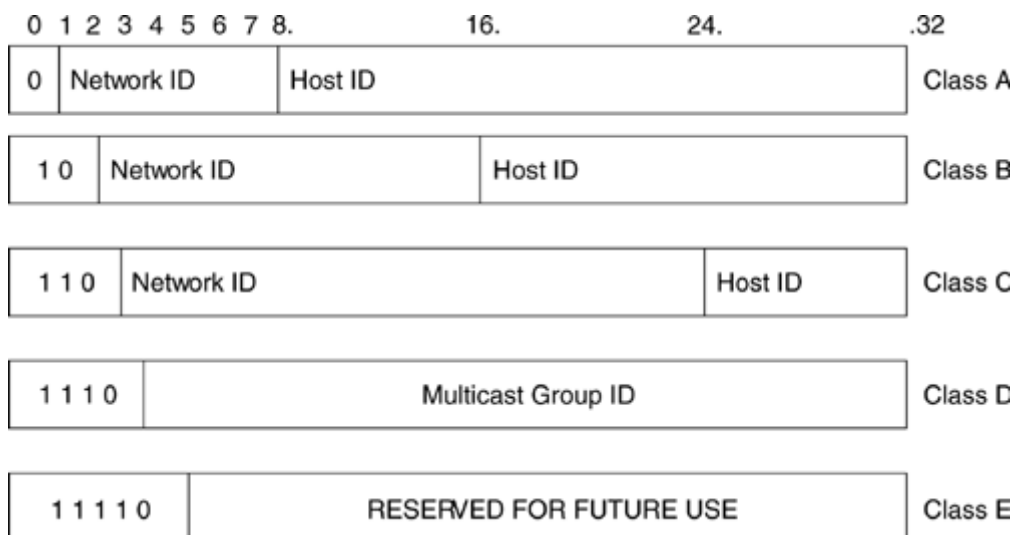 0 1 2 3 4 5 6 7 8. 16. 24. .32
0 Network ID Host ID Class A
1 0 Network ID Host ID Class B
1 1 0 Network ID Host ID Class C
1 1 1 0 Multicast Group ID Class D
1 1 1 1 0 RESERVED FOR FUTURE USE Class E